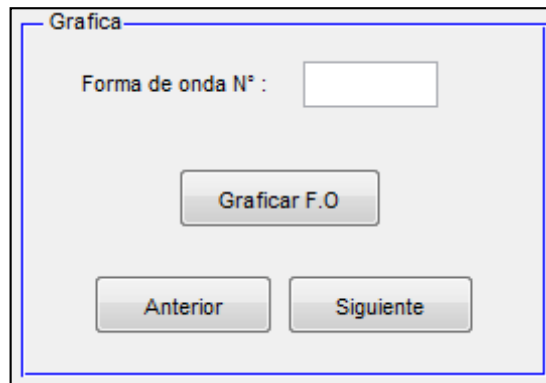 Grafica
Forma de onda N° :
Graficar F.O
Anterior Siguiente